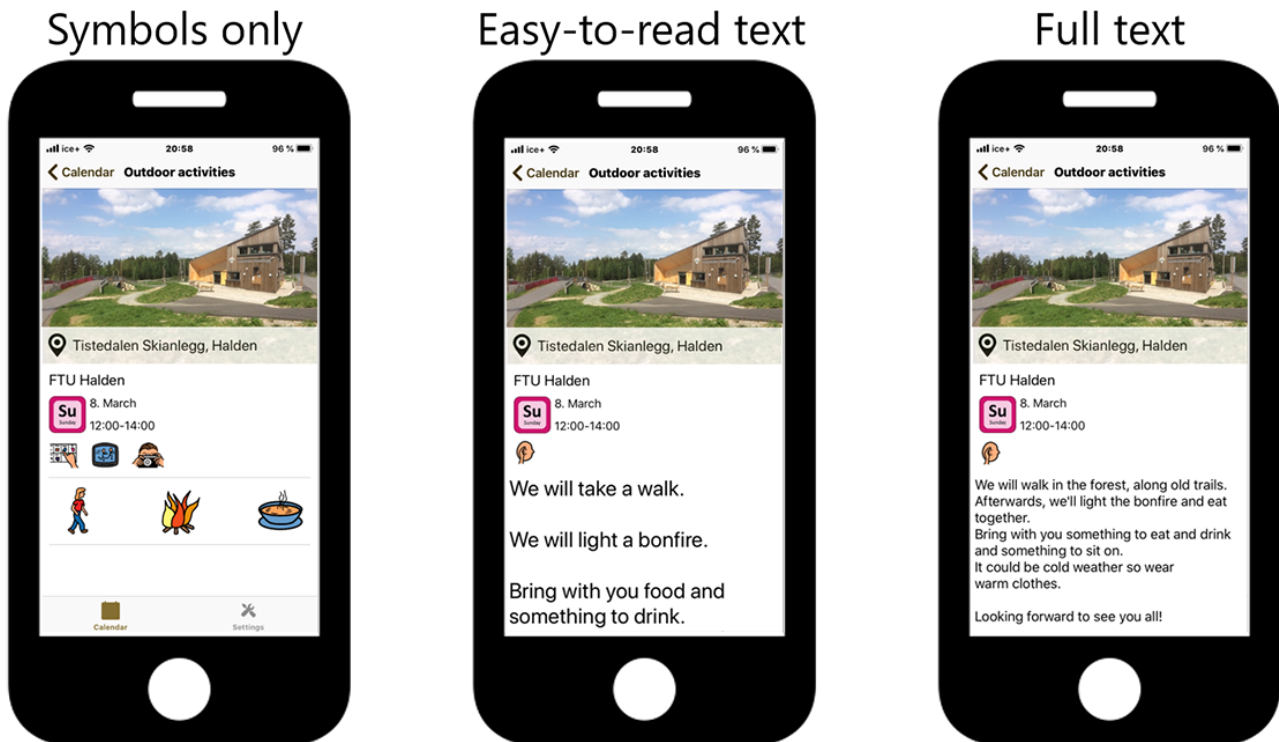 Symbols only
ice+ 20:58 96 %
Calendar Outdoor activities
Tistedalen Skianlegg, Halden
FTU Halden
Su
Sunday
8. March
12:00-14:00
Calendar
Settings
Easy-to-read text
ice+ 20:58 96 %
Calendar Outdoor activities
Tistedalen Skianlegg, Halden
FTU Halden
Su
Sunday
8. March
12:00-14:00
We will take a walk.
We will light a bonfire.
Bring with you food and
something to drink.
Full text
ice+ 20:58 96 %
Calendar Outdoor activities
Tistedalen Skianlegg, Halden
FTU Halden
Su
Sunday
8. March
12:00-14:00
We will walk in the forest, along old trails.
Afterwards, we'll light the bonfire and eat
together.
Bring with you something to eat and drink
and something to sit on.
It could be cold weather so wear
warm clothes.
Looking forward to see you all!